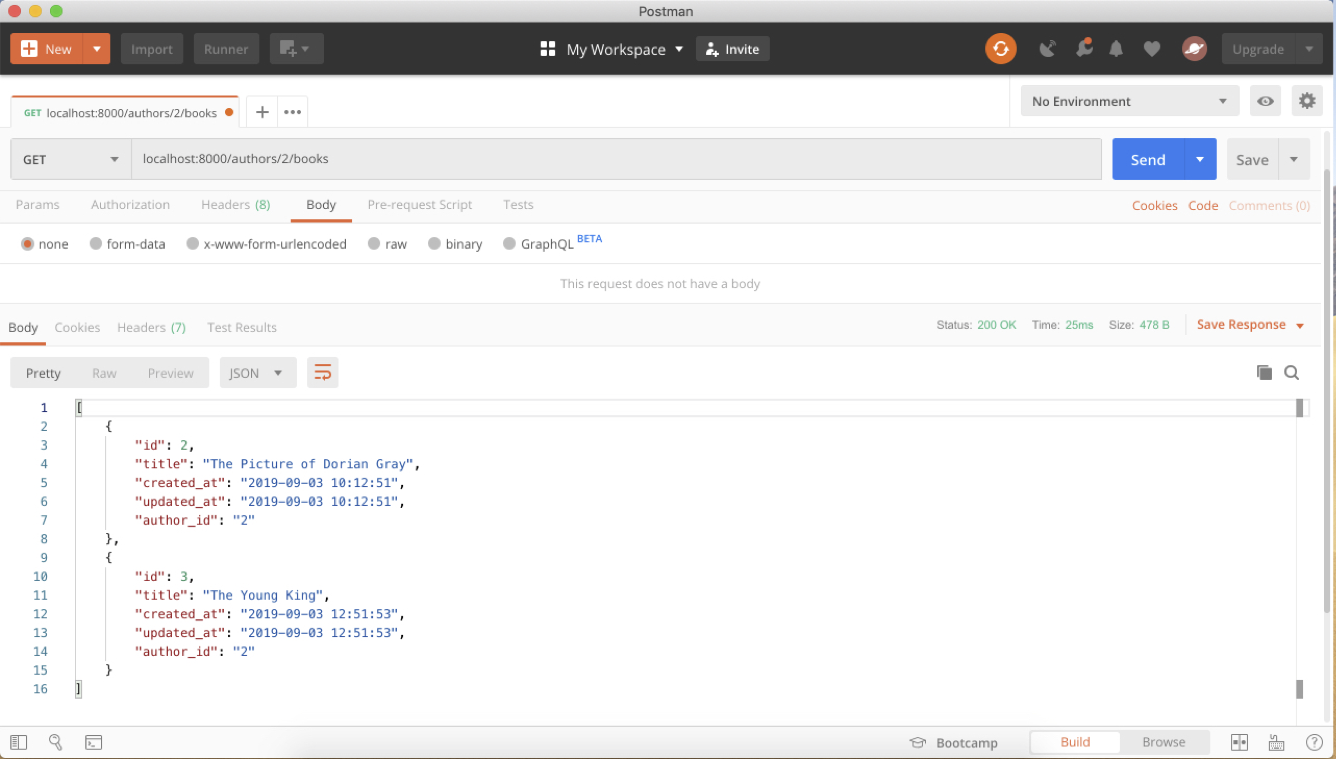 Postman
New Import Runner My Workspace Invite Upgrade
GET localhost:8000/authors/2/books No Environment
GET localhost:8000/authors/2/books Send Save
Params Authorization Headers (8) Body Pre-request Script Tests Cookies Code Comments (0)
none form-data x-www-form-urlencoded raw binary GraphQL BETA
This request does not have a body
Body Cookies Headers (7) Test Results Status: 200 OK Time: 25ms Size: 478 B Save Response
Pretty Raw Preview JSON
1 [
2 {
3 "id": 2,
4 "title": "The Picture of Dorian Gray",
5 "created_at": "2019-09-03 10:12:51",
6 "updated_at": "2019-09-03 10:12:51",
7 "author_id": "2"
8 },
9 {
10 "id": 3,
11 "title": "The Young King",
12 "created_at": "2019-09-03 12:51:53",
13 "updated_at": "2019-09-03 12:51:53",
14 "author_id": "2"
15 }
16 ]
Bootcamp Build Browse